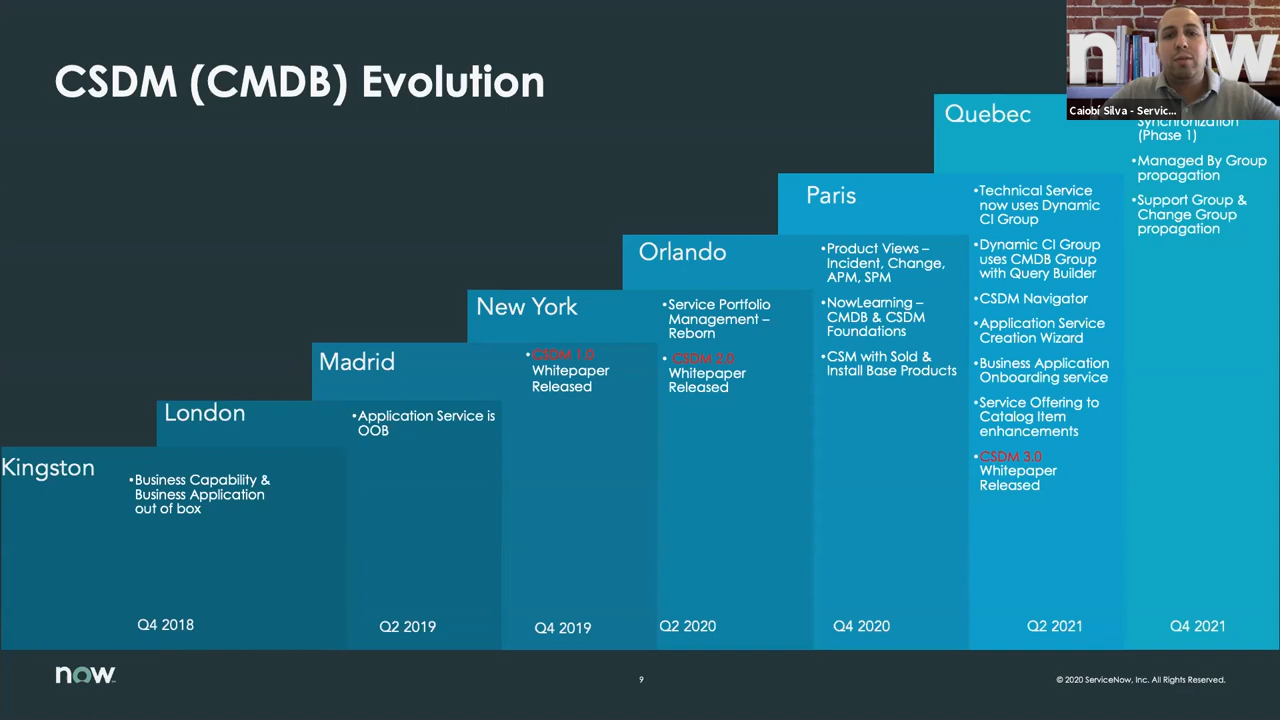 CSDM (CMDB) Evolution
now
Caiobí Silva - Servic...
Kingston
•Business Capability &
Business Application
out of box
Q4 2018
London
•Application Service is
OOB
Q2 2019
Madrid
•CSDM 1.0
Whitepaper
Released
Q4 2019
New York
•Service Portfolio
Management –
Reborn
• CSDM 2.0
Whitepaper
Released
Q2 2020
Orlando
•Product Views –
Incident, Change,
APM, SPM
•NowLearning –
CMDB & CSDM
Foundations
•CSM with Sold &
Install Base Products
Q4 2020
Paris
•Technical Service
now uses Dynamic
CI Group
•Dynamic CI Group
uses CMDB Group
with Query Builder
•CSDM Navigator
•Application Service
Creation Wizard
•Business Application
Onboarding service
•Service Offering to
Catalog Item
enhancements
•CSDM 3.0
Whitepaper
Released
Q2 2021
Quebec
Synchronization
(Phase 1)
•Managed By Group
propagation
•Support Group &
Change Group
propagation
Q4 2021
now
9
© 2020 ServiceNow, Inc. All Rights Reserved.